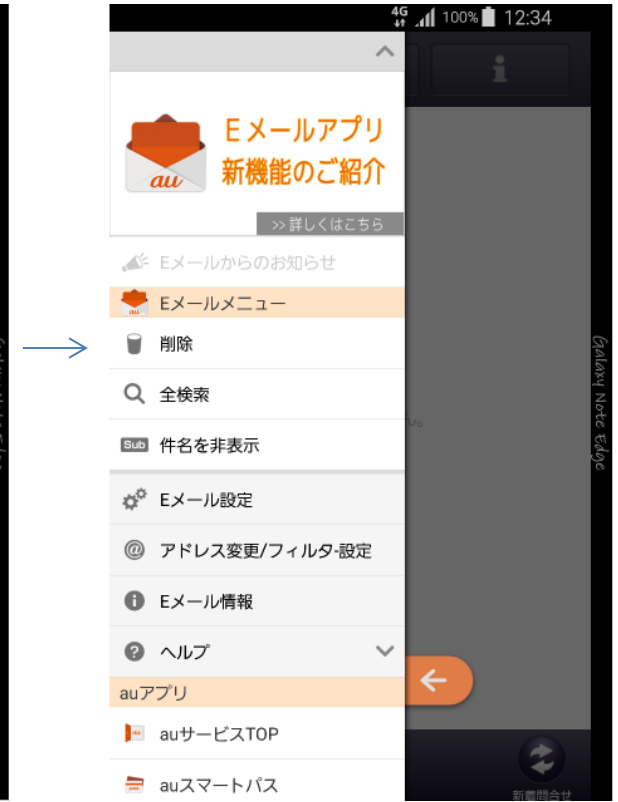 4G 100% 12:34
Eメールアプリ
新機能のご紹介
au
>>詳しくはこちら
Eメールからのお知らせ
Eメールメニュー
削除
全検索
Sub 件名を非表示
Eメール設定
アドレス変更/フィルタ-設定
Eメール情報
ヘルプ
auアプリ
auサービスTOP
auスマートパス
ん。
新着問合せ
Galaxy Note Edge